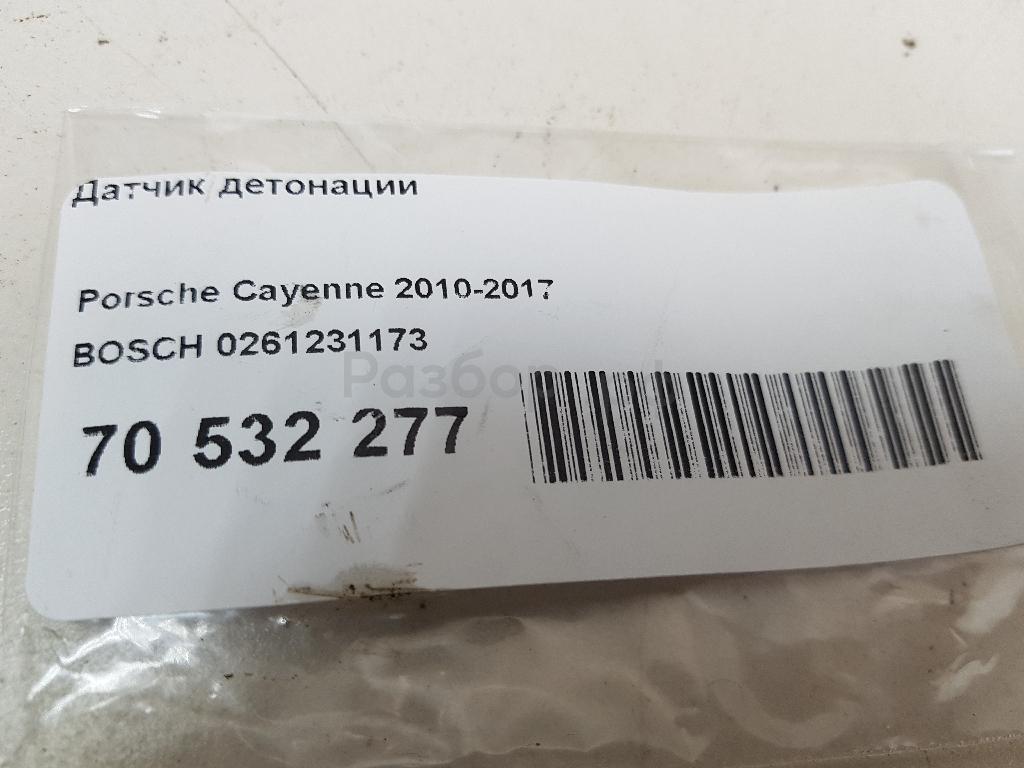 Датчик детонации
Porsche Cayenne 2010-2017
BOSCH 0261231173
70 532 277